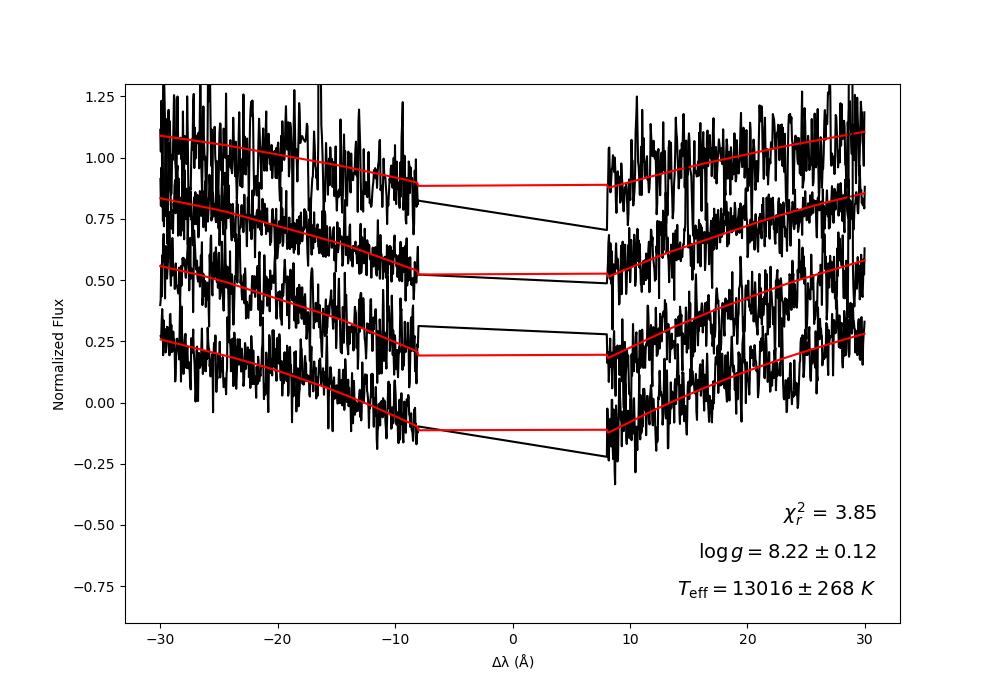 1.25
1.00
0.75
0.50
0.25
0.00
−0.25
−0.50
−0.75
Normalized Flux
χ²ᵣ = 3.85
log g = 8.22 ± 0.12
T_eff = 13016 ± 268 K
−30 −20 −10 0 10 20 30
Δλ (Å)